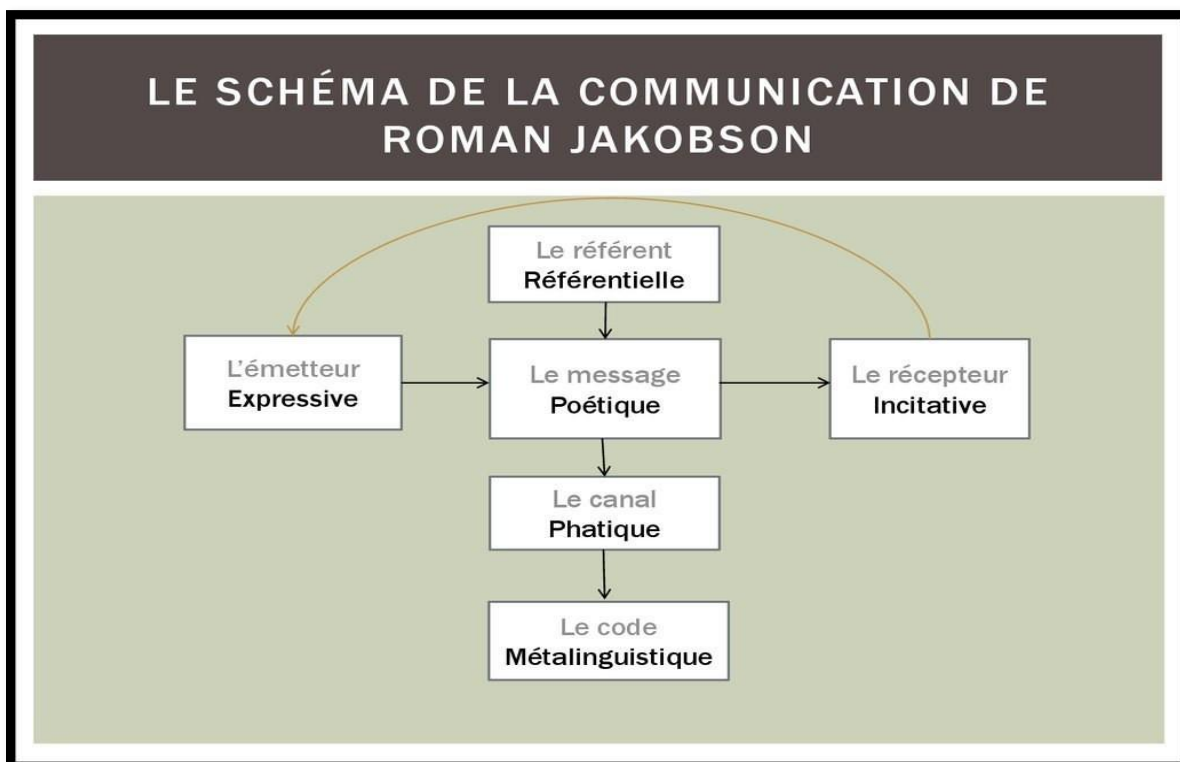 LE SCHÉMA DE LA COMMUNICATION DE
ROMAN JAKOBSON
Le référent
Référentielle
L'émetteur
Expressive
Le message
Poétique
Le récepteur
Incitative
Le canal
Phatique
Le code
Métalinguistique